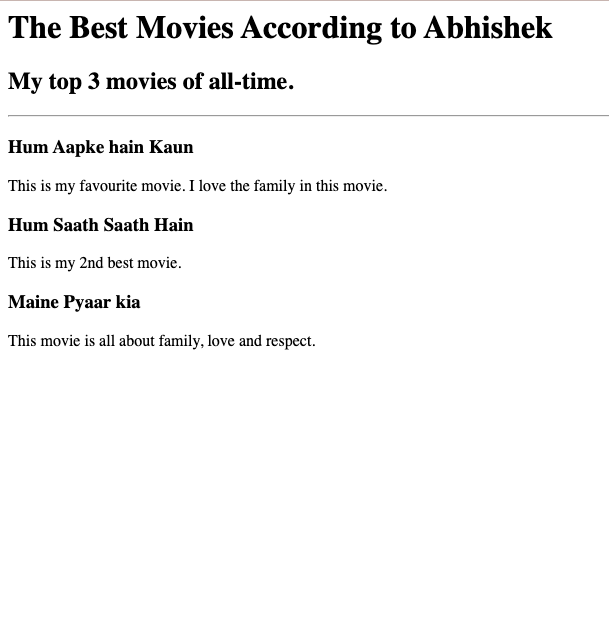 The Best Movies According to Abhishek
My top 3 movies of all-time.
Hum Aapke hain Kaun
This is my favourite movie. I love the family in this movie.
Hum Saath Saath Hain
This is my 2nd best movie.
Maine Pyaar kia
This movie is all about family, love and respect.